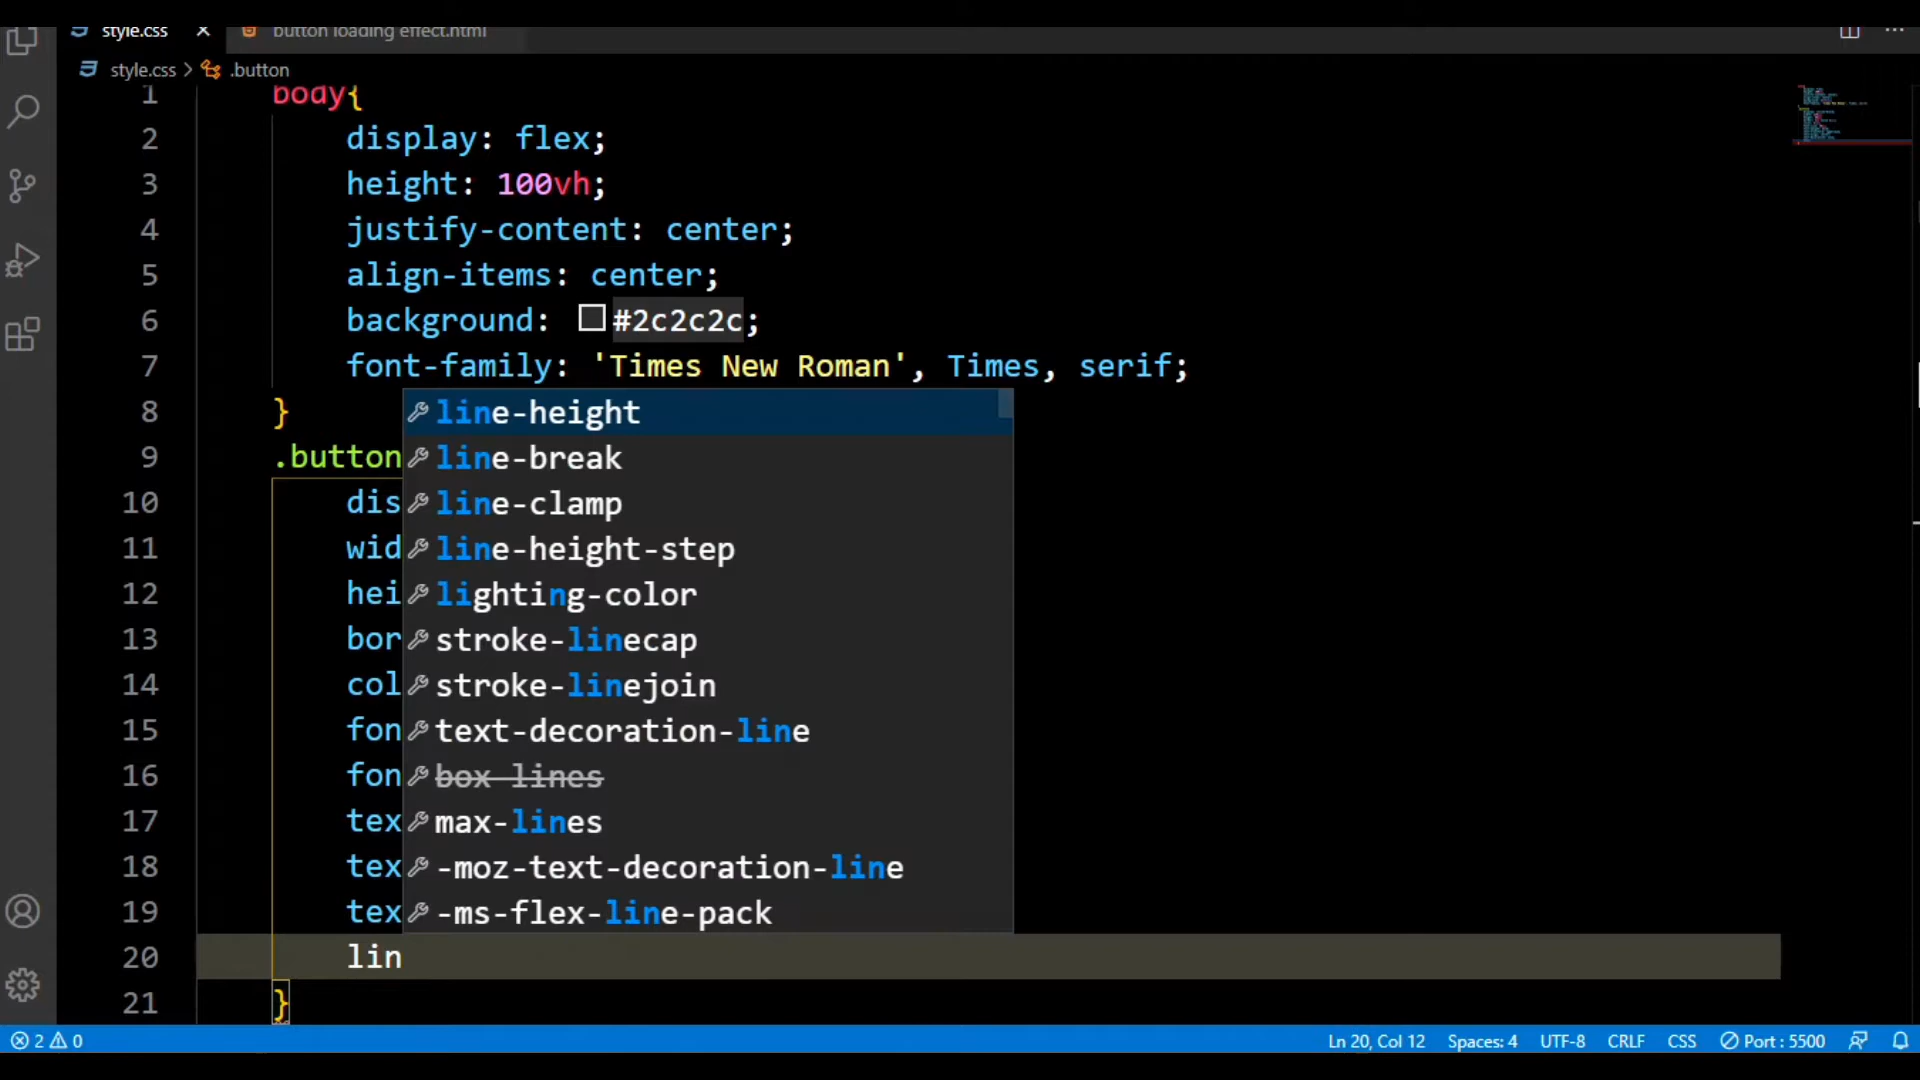 style.css
button loading effect.html
style.css > .button
1 body{
2 display: flex;
3 height: 100vh;
4 justify-content: center;
5 align-items: center;
6 background: #2c2c2c;
7 font-family: 'Times New Roman', Times, serif;
8 }
9 .button
10 dis
11 wid
12 hei
13 bor
14 col
15 fon
16 fon
17 tex
18 tex
19 tex
20 lin
21 }
line-height
line-break
line-clamp
line-height-step
lighting-color
stroke-linecap
stroke-linejoin
text-decoration-line
box-lines
max-lines
-moz-text-decoration-line
-ms-flex-line-pack
2 0 Ln 20, Col 12 Spaces: 4 UTF-8 CRLF CSS Port : 5500